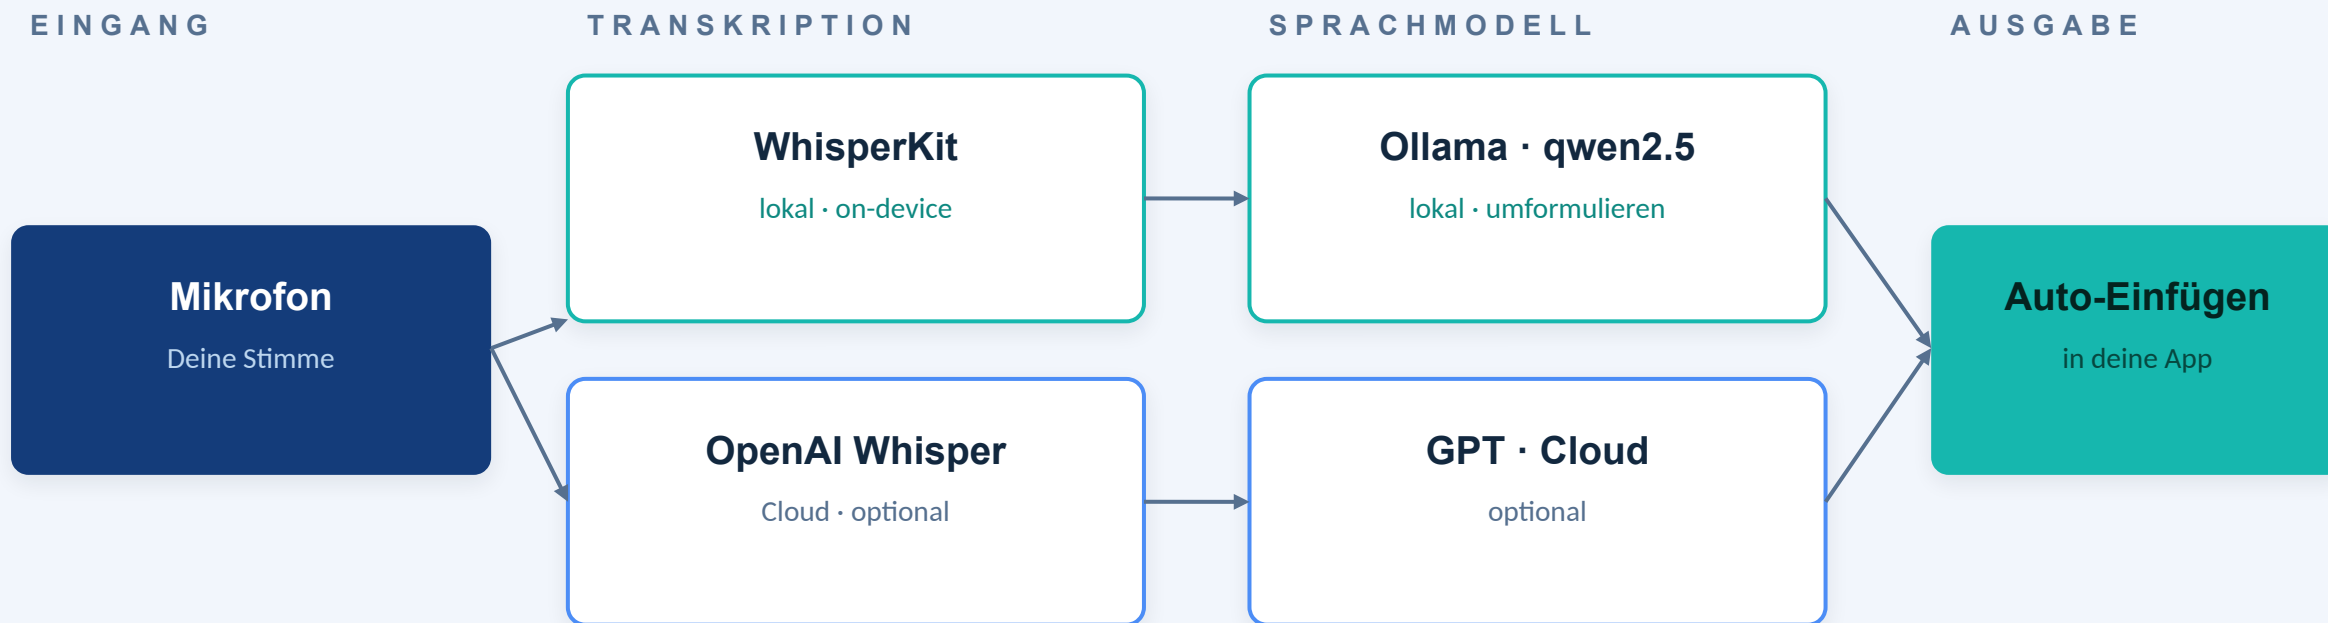 EINGANG
TRANSKRIPTION
SPRACHMODELL
AUSGABE
Mikrofon
Deine Stimme
WhisperKit
lokal · on-device
OpenAI Whisper
Cloud · optional
Ollama · qwen2.5
lokal · umformulieren
GPT · Cloud
optional
Auto-Einfügen
in deine App